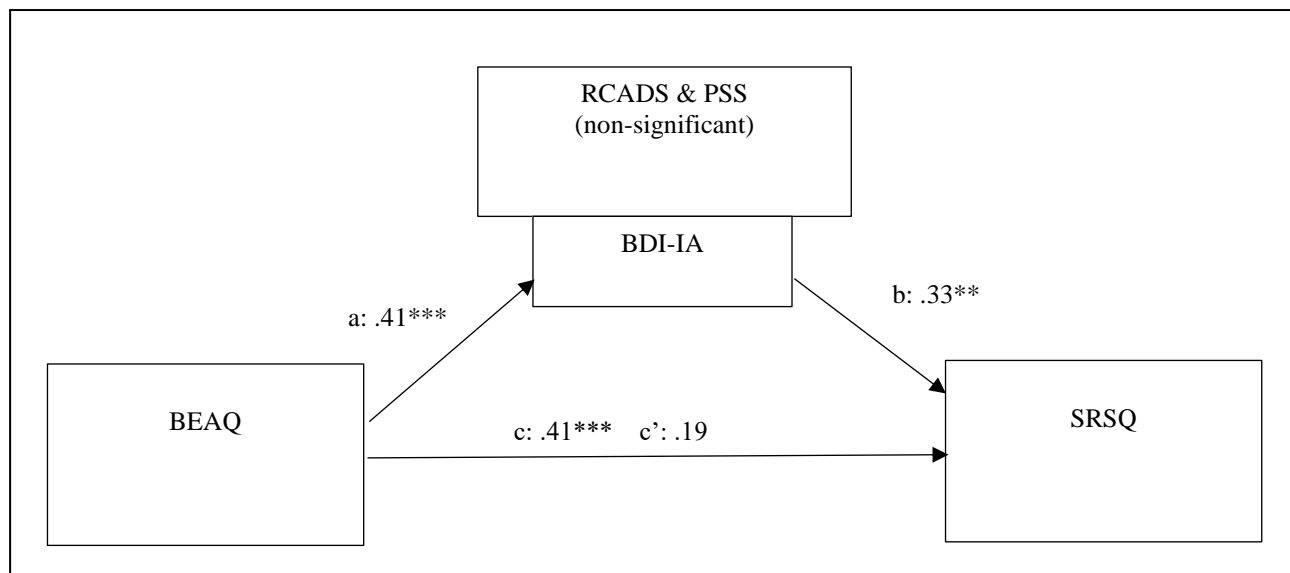 RCADS & PSS
(non-significant)
BDI-IA
b: .33**
a: .41***
BEAQ
c: .41*** c’: .19
SRSQ